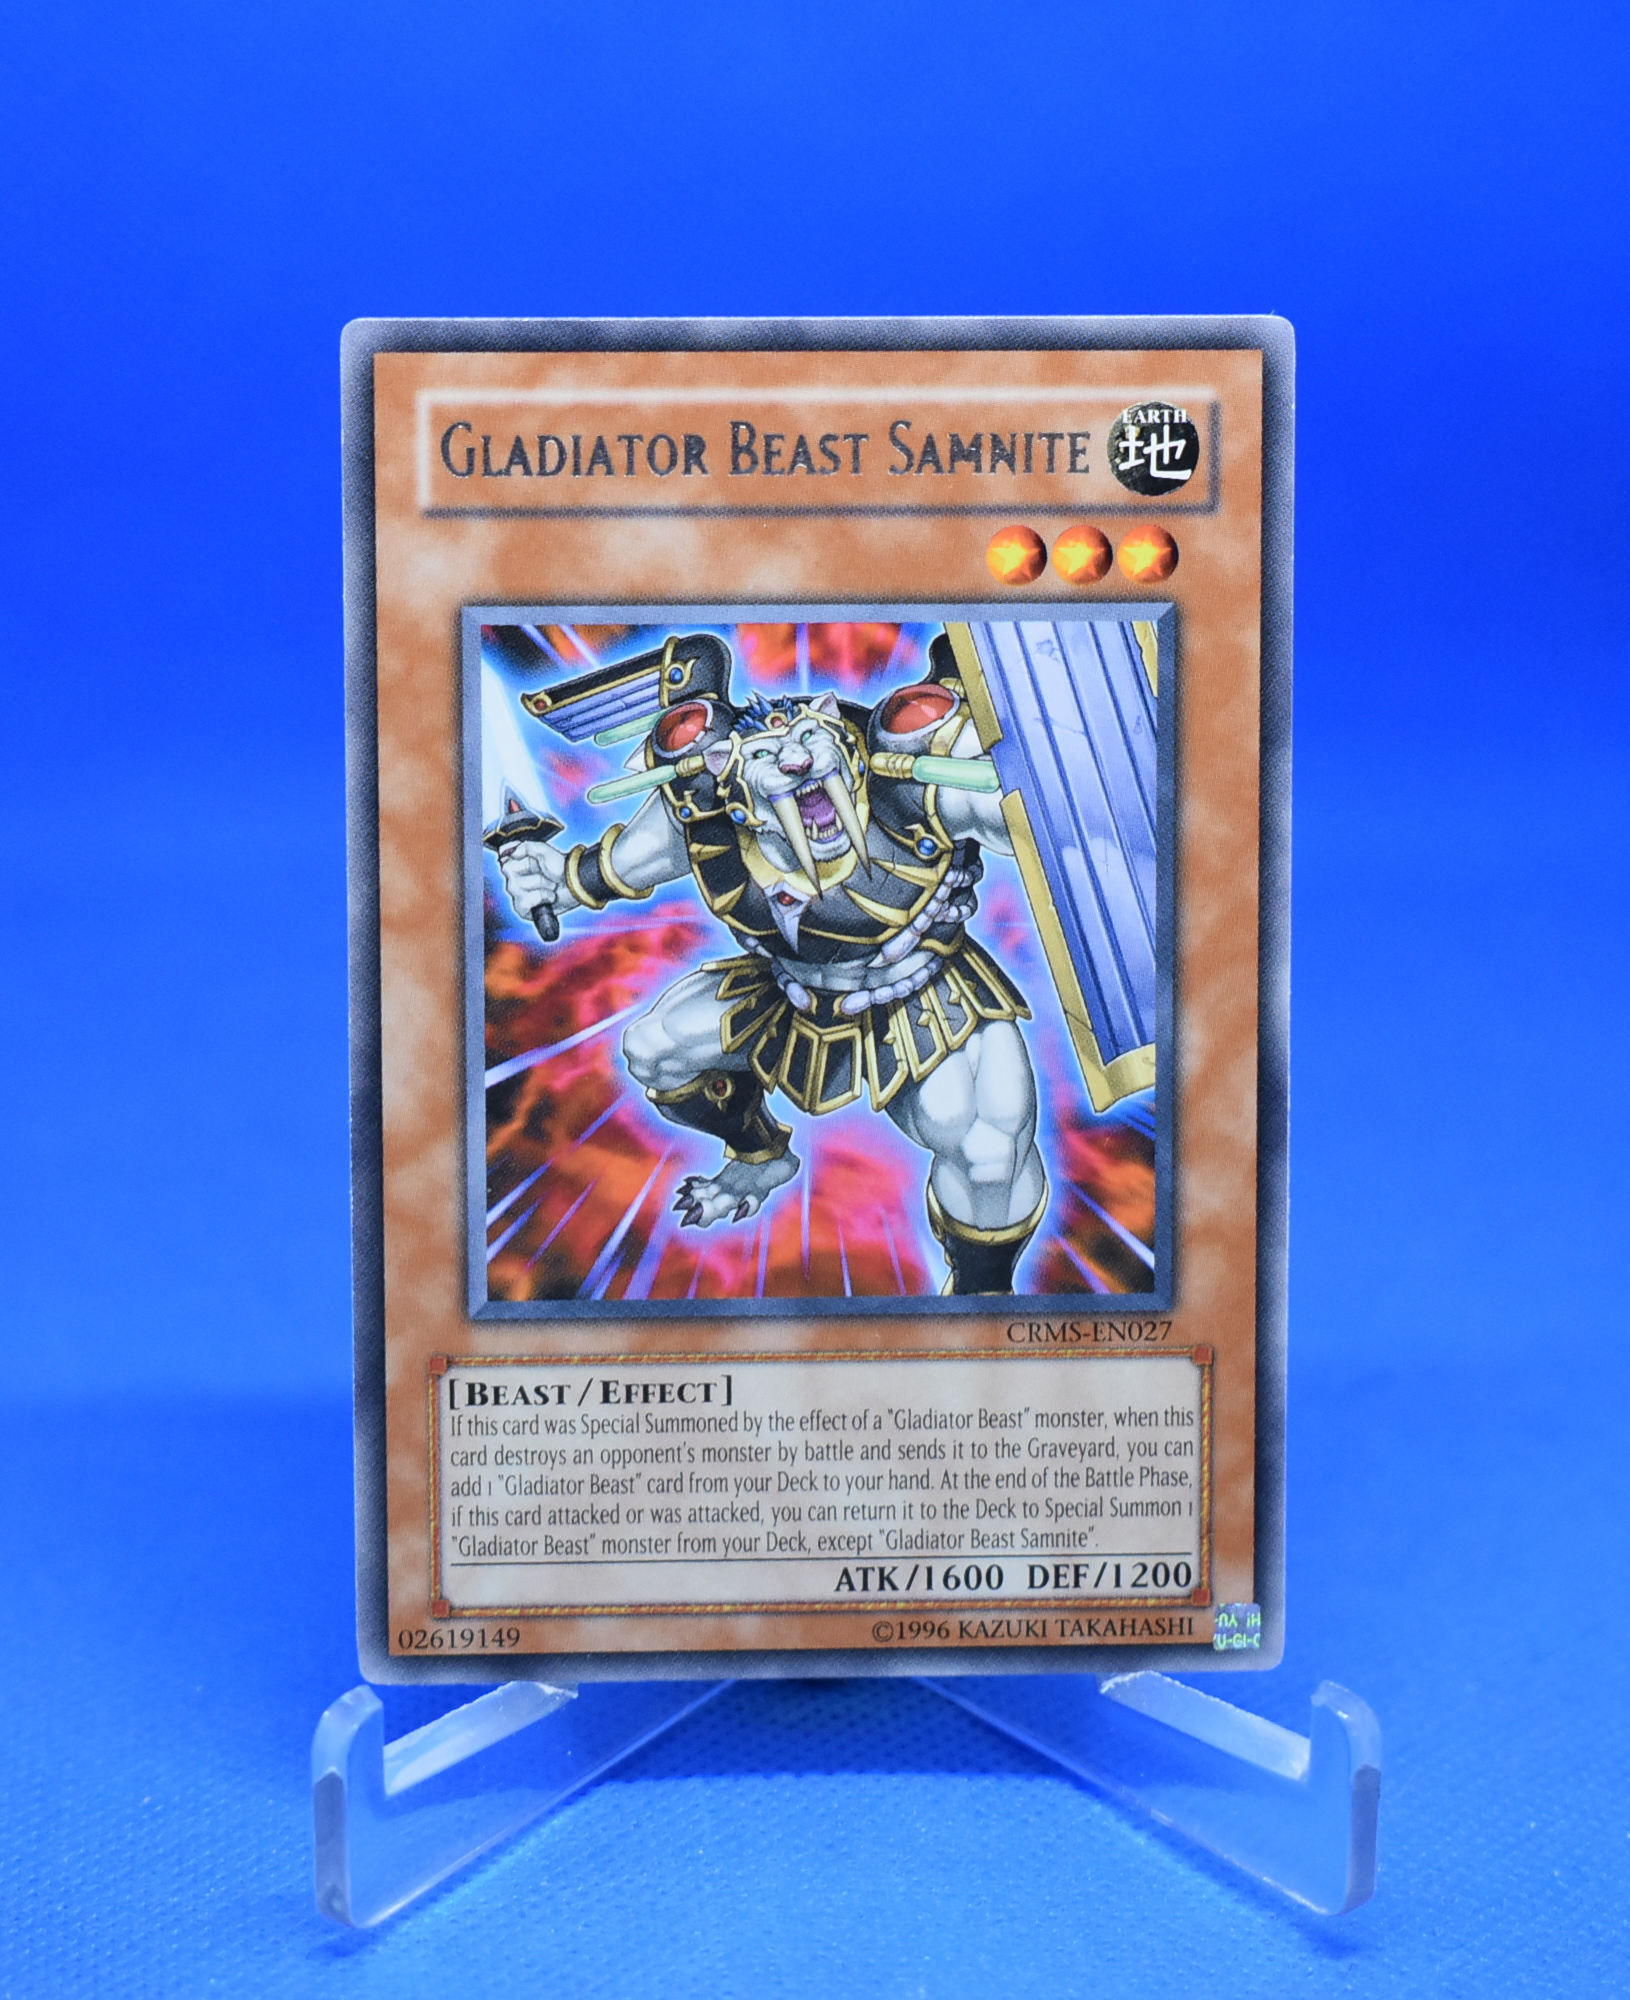 GLADIATOR BEAST SAMNITE
EARTH
地
CRMS-EN027
[BEAST/EFFECT]
If this card was Special Summoned by the effect of a "Gladiator Beast" monster, when this
card destroys an opponent's monster by battle and sends it to the Graveyard, you can
add 1 "Gladiator Beast" card from your Deck to your hand. At the end of the Battle Phase,
if this card attacked or was attacked, you can return it to the Deck to Special Summon 1
"Gladiator Beast" monster from your Deck, except "Gladiator Beast Samnite".
ATK/1600 DEF/1200
02619149
©1996 KAZUKI TAKAHASHI